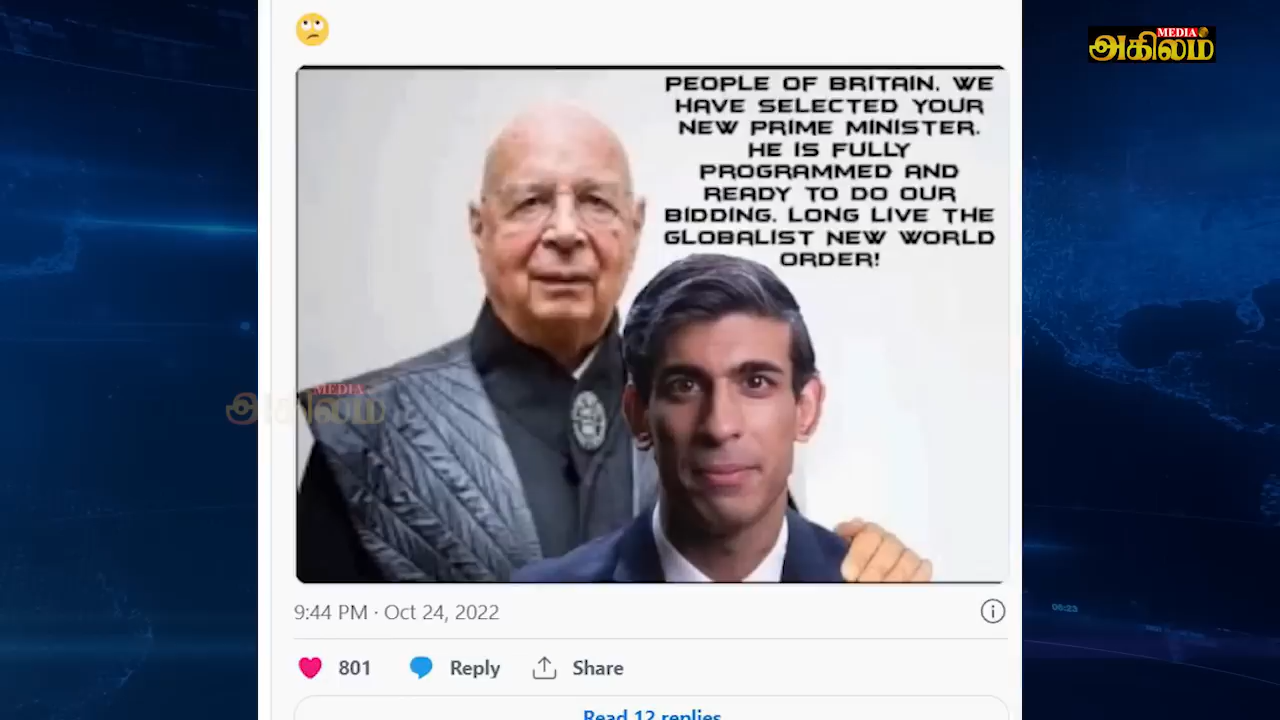 MEDIA
அகிலம்
PEOPLE OF BRITAIN. WE
HAVE SELECTED YOUR
NEW PRIME MINISTER.
HE IS FULLY
PROGRAMMED AND
READY TO DO OUR
BIDDING. LONG LIVE THE
GLOBALIST NEW WORLD
ORDER!
MEDIA
அகிலம்
9:44 PM · Oct 24, 2022
06:23
801 Reply Share
Read 12 replies